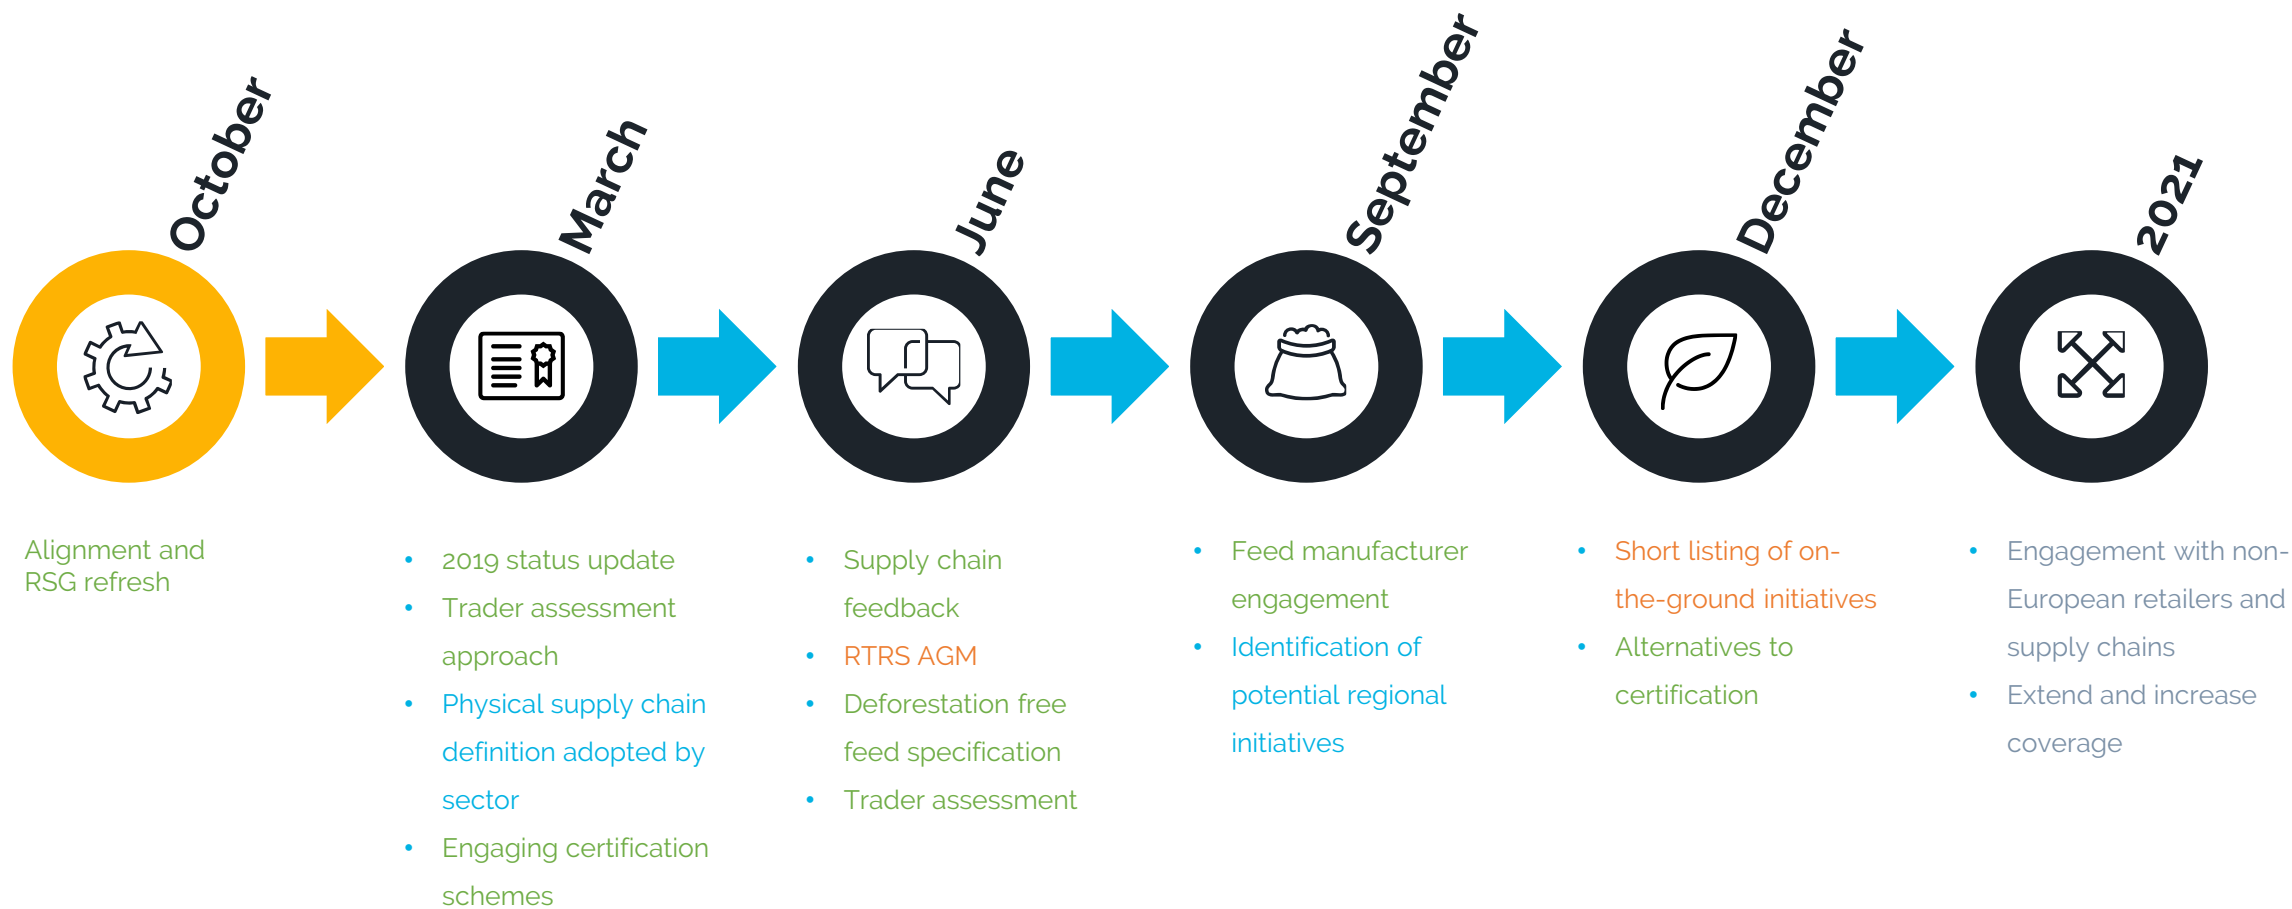 October
March
June
September
December
2021
Alignment and
RSG refresh
• 2019 status update
• Trader assessment
approach
• Physical supply chain
definition adopted by
sector
• Engaging certification
schemes
• Supply chain
feedback
• RTRS AGM
• Deforestation free
feed specification
• Trader assessment
• Feed manufacturer
engagement
• Identification of
potential regional
initiatives
• Short listing of on-
the-ground initiatives
• Alternatives to
certification
• Engagement with non-
European retailers and
supply chains
• Extend and increase
coverage